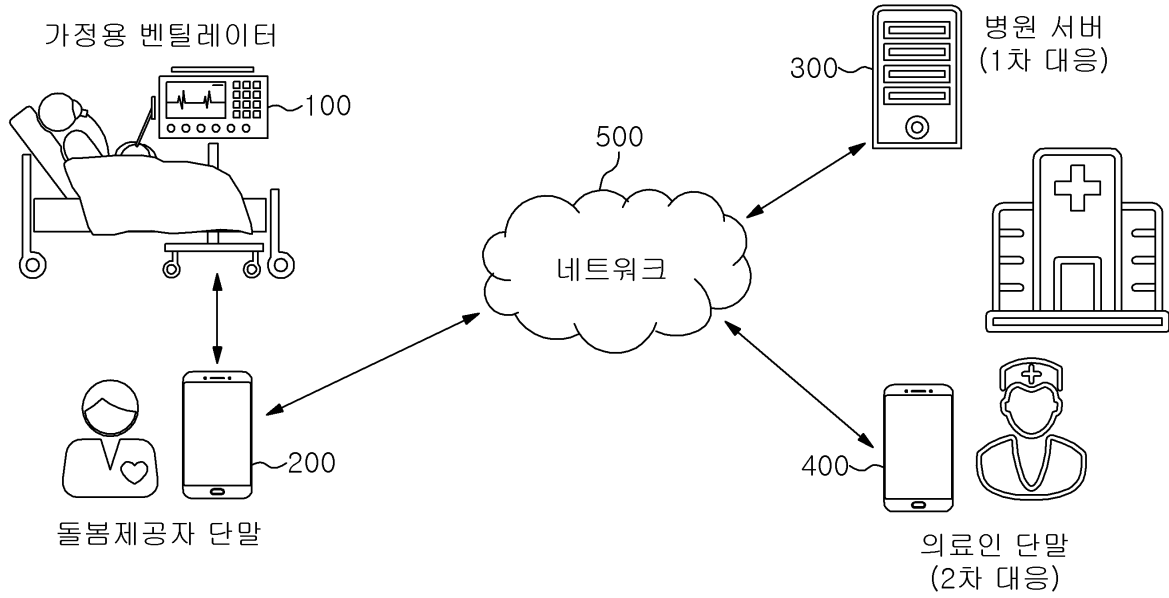 가정용 벤틸레이터
100
병원 서버
(1차 대응)
300
500
네트워크
200
돌봄제공자 단말
400
의료인 단말
(2차 대응)